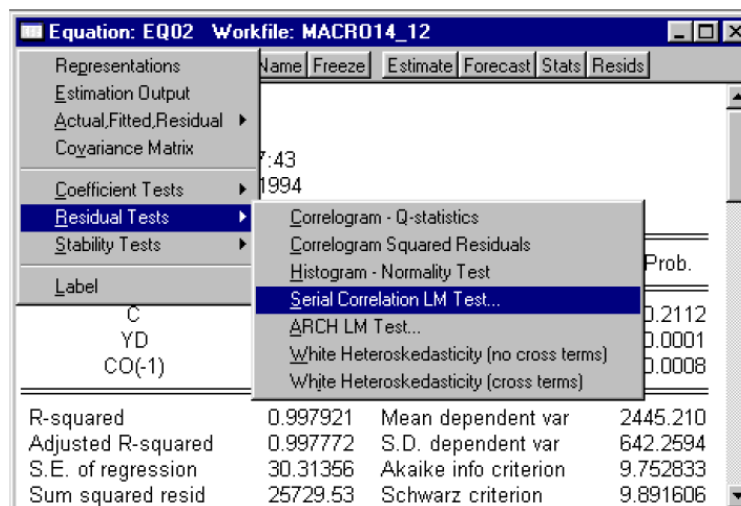 Equation: EQ02 Workfile: MACRO14_12
Name Freeze Estimate Forecast Stats Resids
Representations
Estimation Output
Actual,Fitted,Residual
Covariance Matrix
7:43
Coefficient Tests
1994
Residual Tests
Stability Tests
Label
Correlogram - Q-statistics
Correlogram Squared Residuals
Histogram - Normality Test
Serial Correlation LM Test...
ARCH LM Test...
White Heteroskedasticity (no cross terms)
White Heteroskedasticity (cross terms)
Prob.
C 0.2112
YD 0.0001
CO(-1) 0.0008
R-squared 0.997921 Mean dependent var 2445.210
Adjusted R-squared 0.997772 S.D. dependent var 642.2594
S.E. of regression 30.31356 Akaike info criterion 9.752833
Sum squared resid 25729.53 Schwarz criterion 9.891606